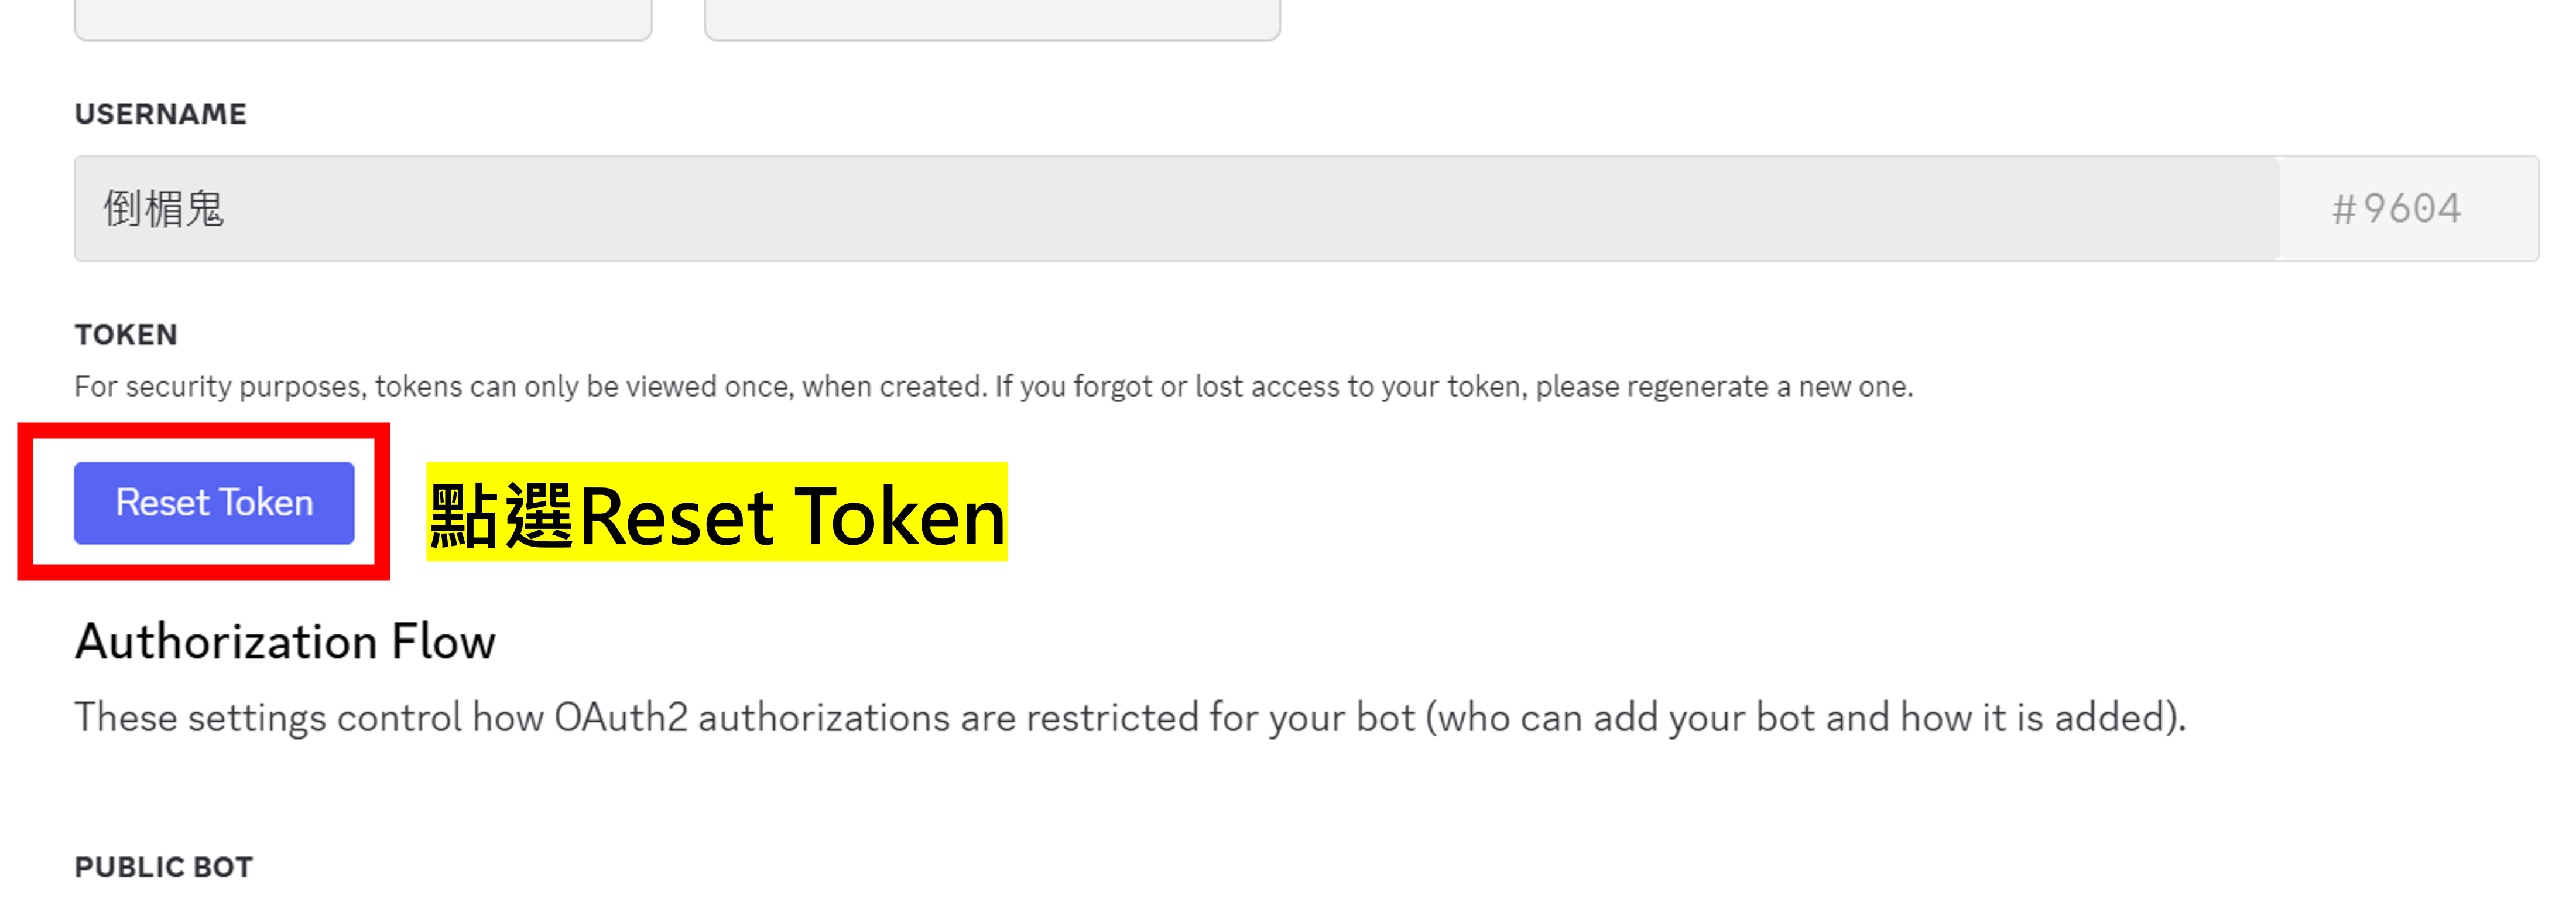 USERNAME
倒楣鬼
#9604
TOKEN
For security purposes, tokens can only be viewed once, when created. If you forgot or lost access to your token, please regenerate a new one.
Reset Token
點選Reset Token
Authorization Flow
These settings control how OAuth2 authorizations are restricted for your bot (who can add your bot and how it is added).
PUBLIC BOT